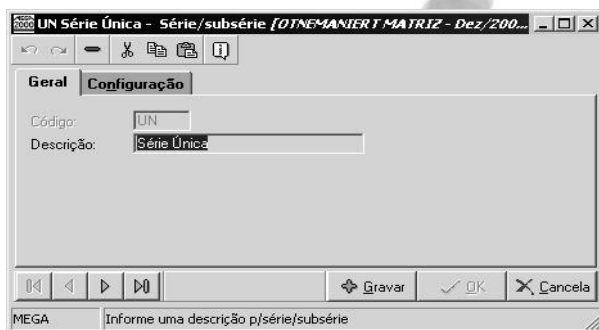 UN Série Única - Série/subsérie [OTNEMANIERT MATRIZ - Dez/200...
Geral Configuração
Código: UN
Descrição: Série Única
Gravar OK Cancela
MEGA Informe uma descrição p/série/subsérie